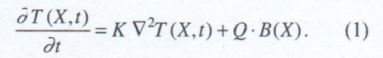 ∂T(X,t)/∂t = K ∇²T(X,t) + Q · B(X). (1)